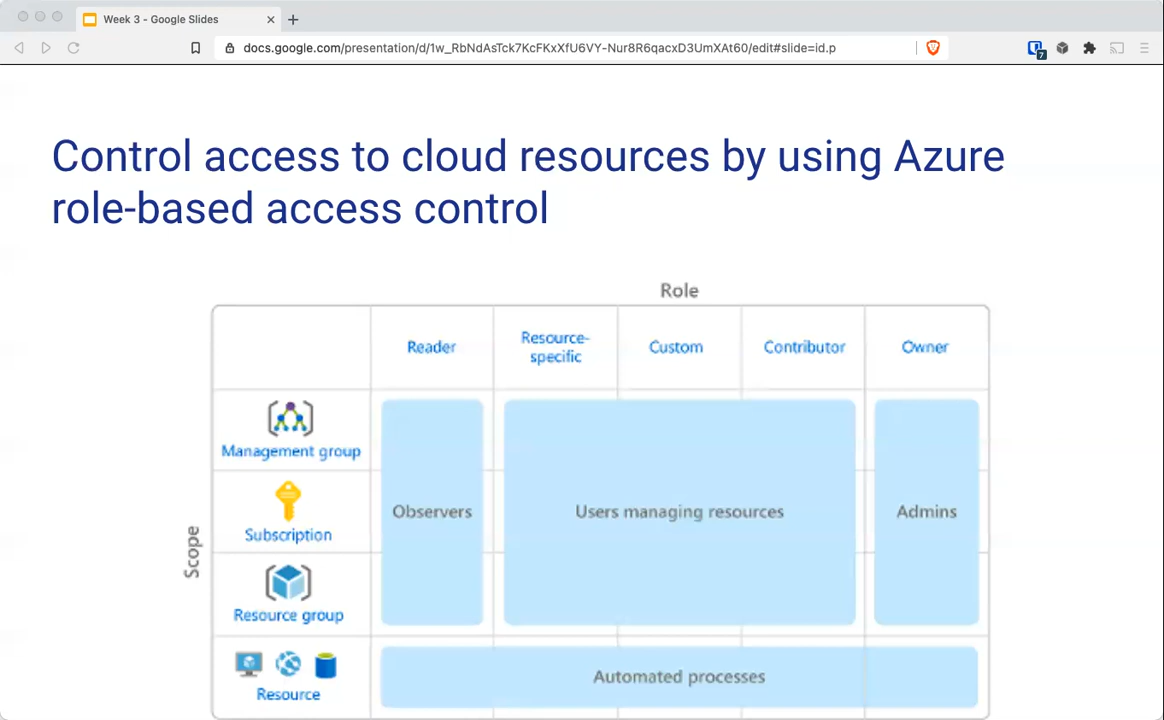 Week 3 - Google Slides
docs.google.com/presentation/d/1w_RbNdAsTck7KcFKxXfU6VY-Nur8R6qacxD3UmXAt60/edit#slide=id.p
7
Control access to cloud resources by using Azure
role-based access control
Role
Reader
Resource-
specific
Custom
Contributor
Owner
Scope
Management group
Subscription
Resource group
Resource
Observers
Users managing resources
Admins
Automated processes